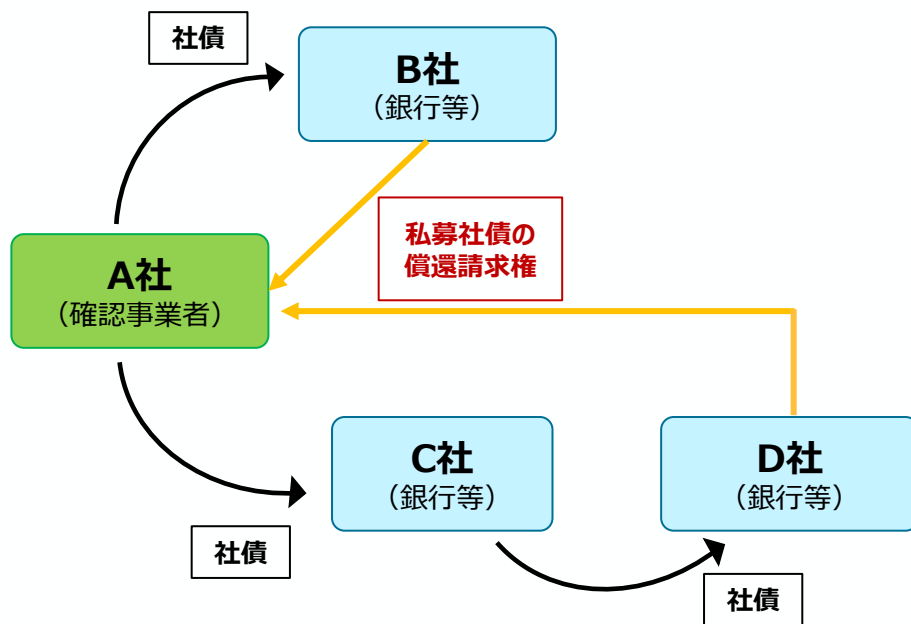 社債
B社
（銀行等）
私募社債の
償還請求権
A社
（確認事業者）
C社
（銀行等）
D社
（銀行等）
社債
社債